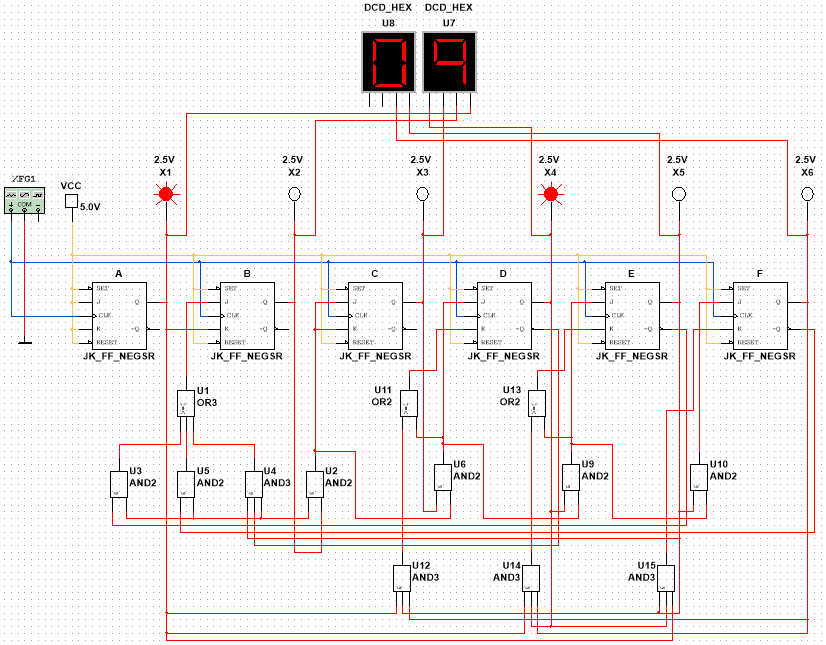 DCD_HEX DCD_HEX
U8 U7
2.5V 2.5V 2.5V 2.5V 2.5V 2.5V
X1 X2 X3 X4 X5 X6
XFG1
VCC
5.0V
COM
A B C D E F
SET SET SET SET SET SET
J Q J Q J Q J Q J Q J Q
CLK CLK CLK CLK CLK CLK
K ~Q K ~Q K ~Q K ~Q K ~Q K ~Q
RESET RESET RESET RESET RESET RESET
JK_FF_NEGSR JK_FF_NEGSR JK_FF_NEGSR JK_FF_NEGSR JK_FF_NEGSR JK_FF_NEGSR
U1 U11 U13
OR3 OR2 OR2
U3 U5 U4 U2 U6 U9 U10
AND2 AND2 AND3 AND2 AND2 AND2 AND2
U12 U14 U15
AND3 AND3 AND3